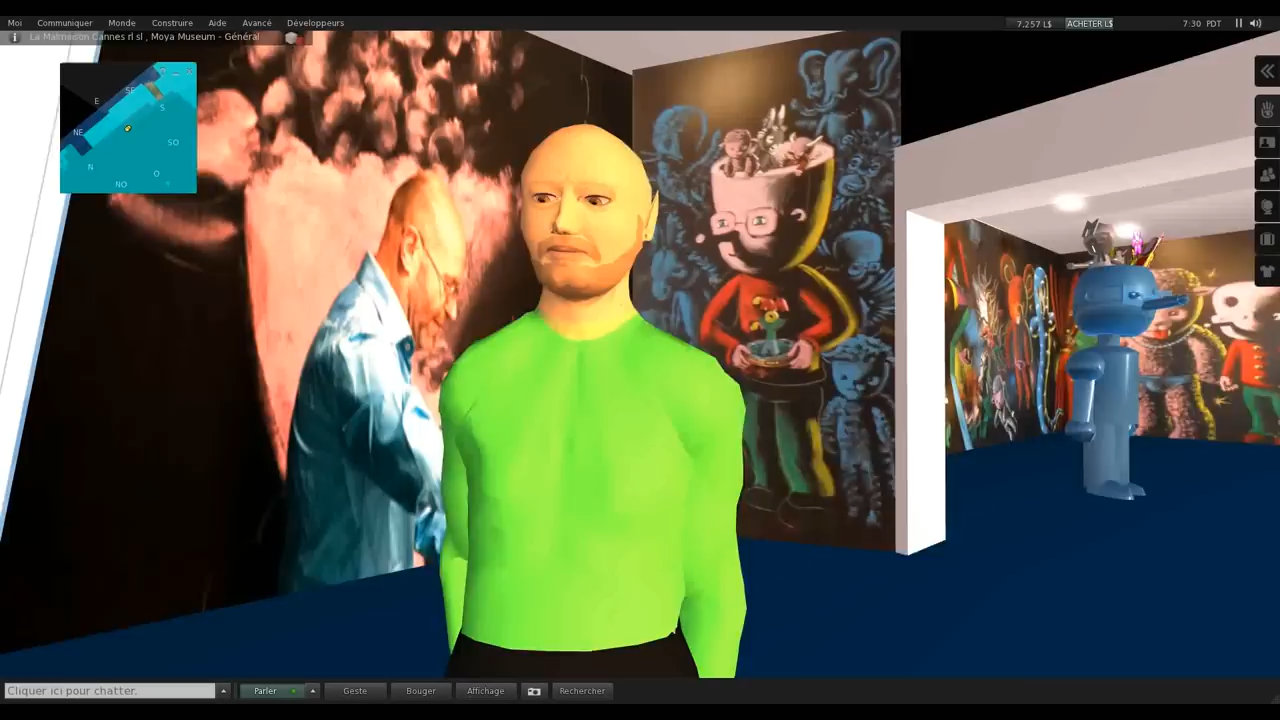 Moi Communiquer Monde Construire Aide Avancé Développeurs 7,257 L$ ACHETER L$ 7:30 PDT
La Malmaison Cannes rl sl , Moya Museum - Général
SE
E S
NE
SO
N O
NO
Cliquer ici pour chatter. Parler Geste Bouger Affichage Rechercher